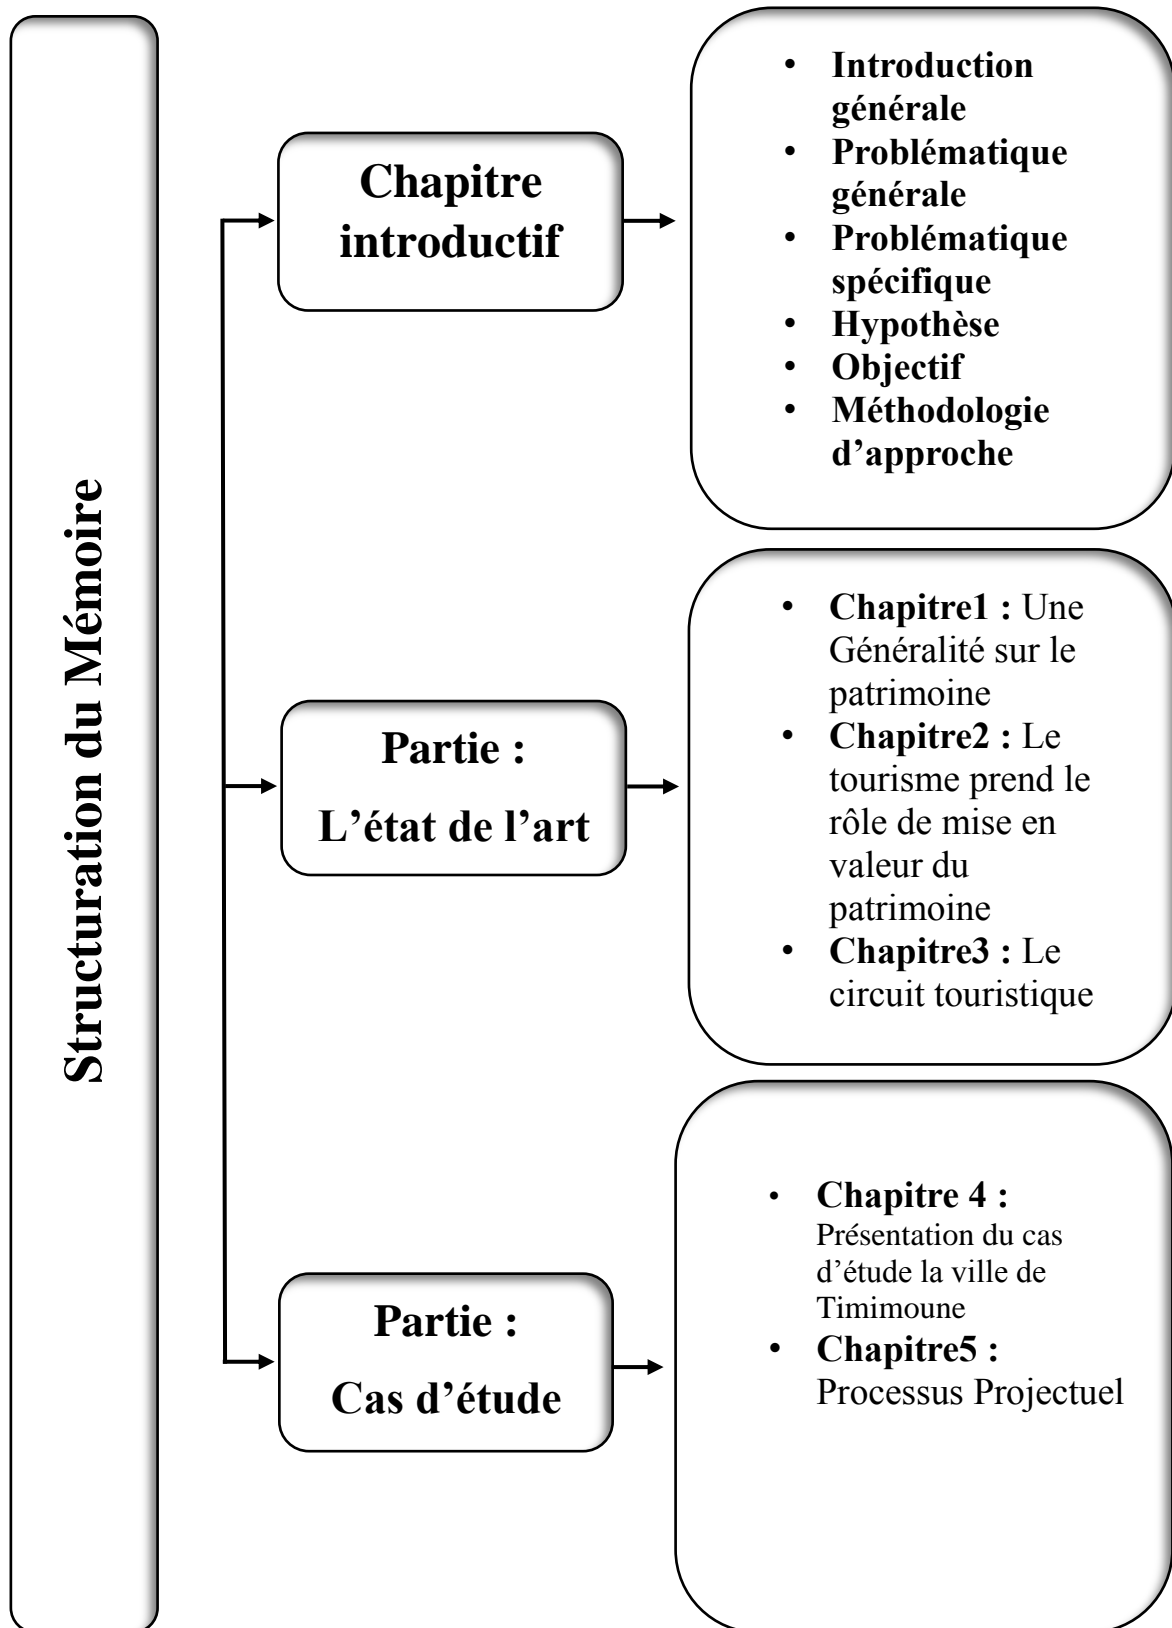 Structuration du Mémoire
Chapitre
introductif
• Introduction
générale
• Problématique
générale
• Problématique
spécifique
• Hypothèse
• Objectif
• Méthodologie
d’approche
Partie :
L’état de l’art
• Chapitre1 : Une
Généralité sur le
patrimoine
• Chapitre2 : Le
tourisme prend le
rôle de mise en
valeur du
patrimoine
• Chapitre3 : Le
circuit touristique
Partie :
Cas d’étude
• Chapitre 4 :
Présentation du cas
d’étude la ville de
Timimoune
• Chapitre5 :
Processus Projectuel